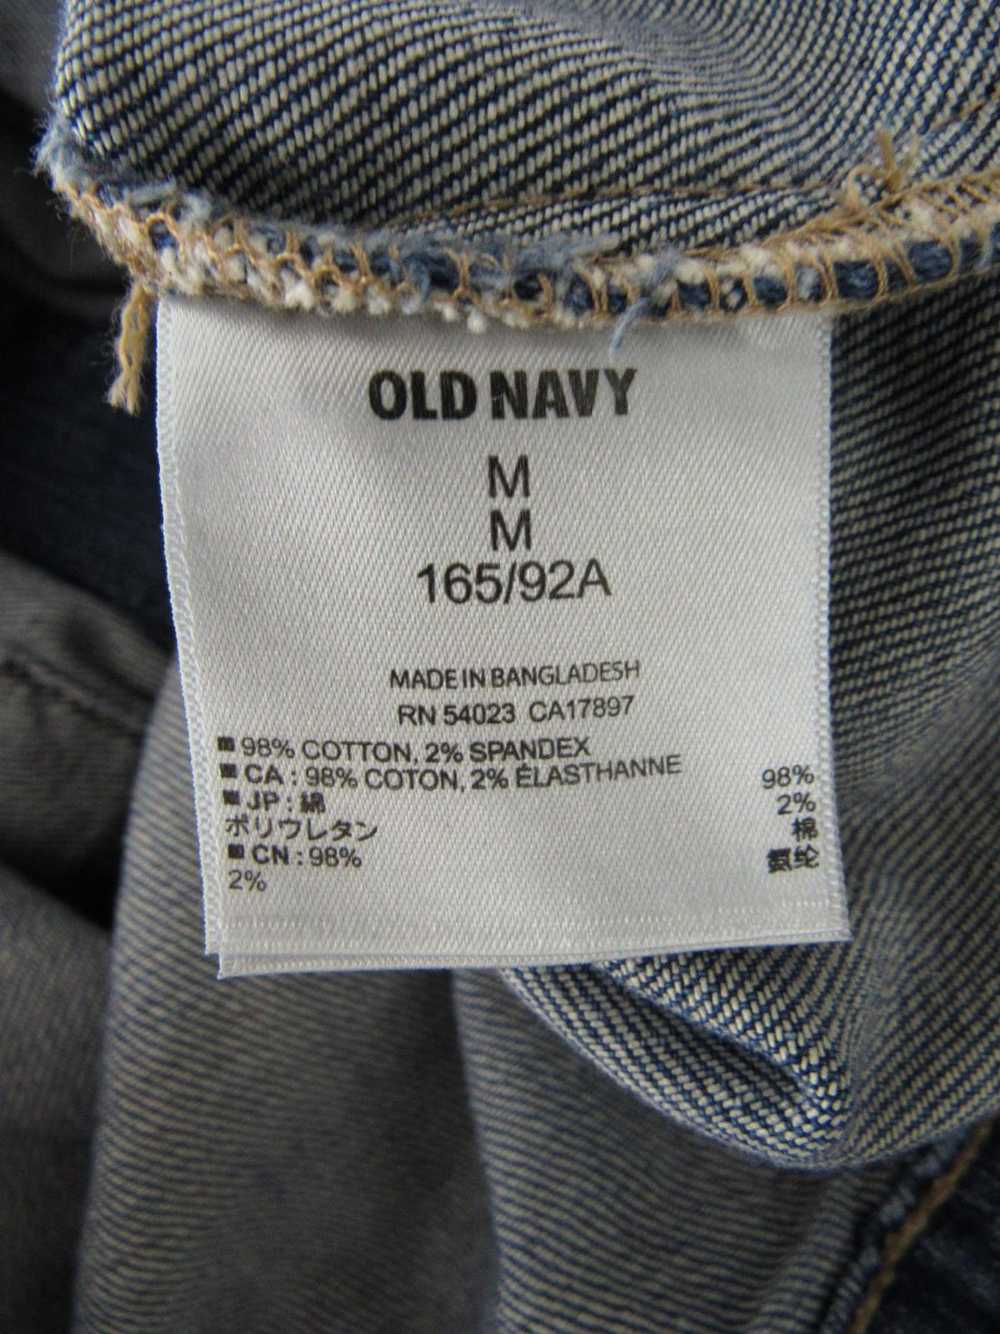 OLD NAVY
M
M
165/92A
MADE IN BANGLADESH
RN 54023 CA17897
■ 98% COTTON, 2% SPANDEX
■ CA : 98% COTON, 2% ÉLASTHANNE
■ JP : 綿 98%
ポリウレタン 2%
■ CN : 98% 棉
2% 氨纶